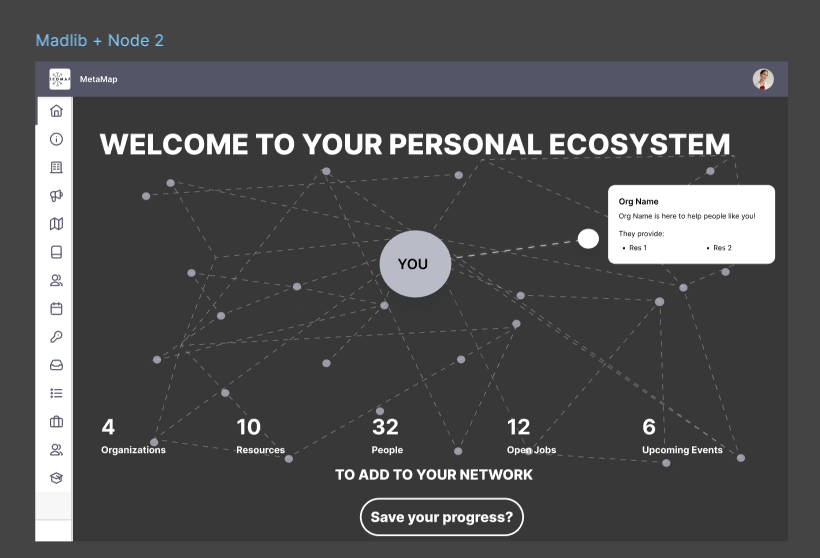 Madlib + Node 2
MetaMap
WELCOME TO YOUR PERSONAL ECOSYSTEM
Org Name
Org Name is here to help people like you!
They provide:
• Res 1 • Res 2
YOU
4 10 32 12 6
Organizations Resources People Open Jobs Upcoming Events
TO ADD TO YOUR NETWORK
Save your progress?